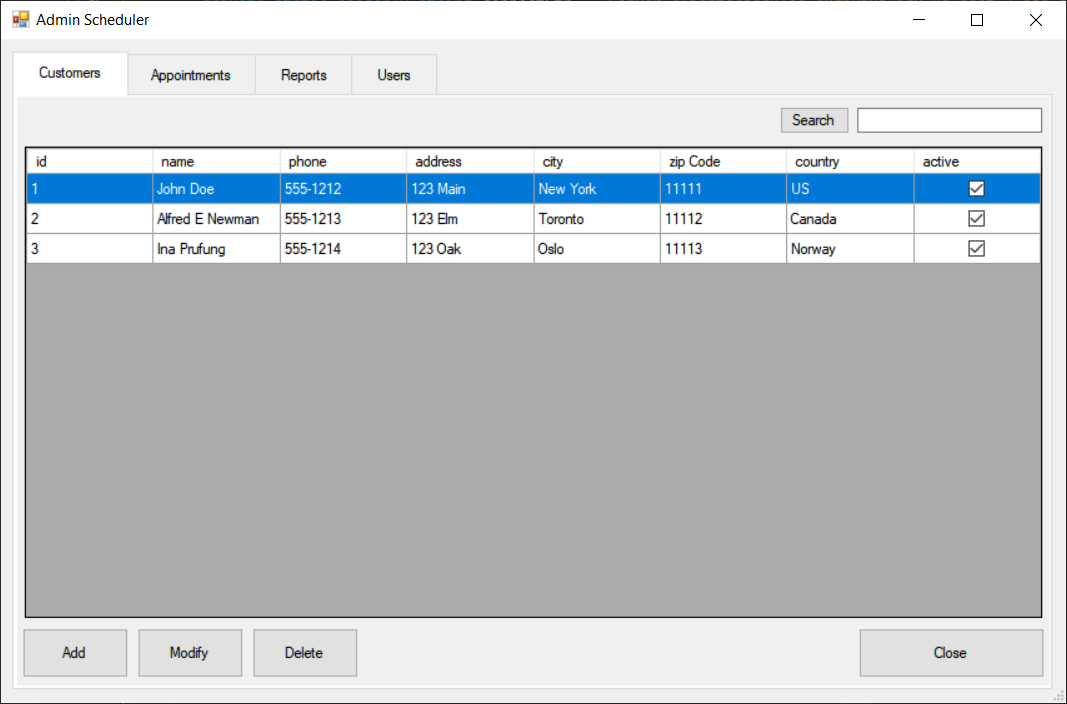 Admin Scheduler
Customers Appointments Reports Users
Search
id name phone address city zip Code country active
1 John Doe 555-1212 123 Main New York 11111 US
2 Alfred E Newman 555-1213 123 Elm Toronto 11112 Canada
3 Ina Prufung 555-1214 123 Oak Oslo 11113 Norway
Add Modify Delete Close